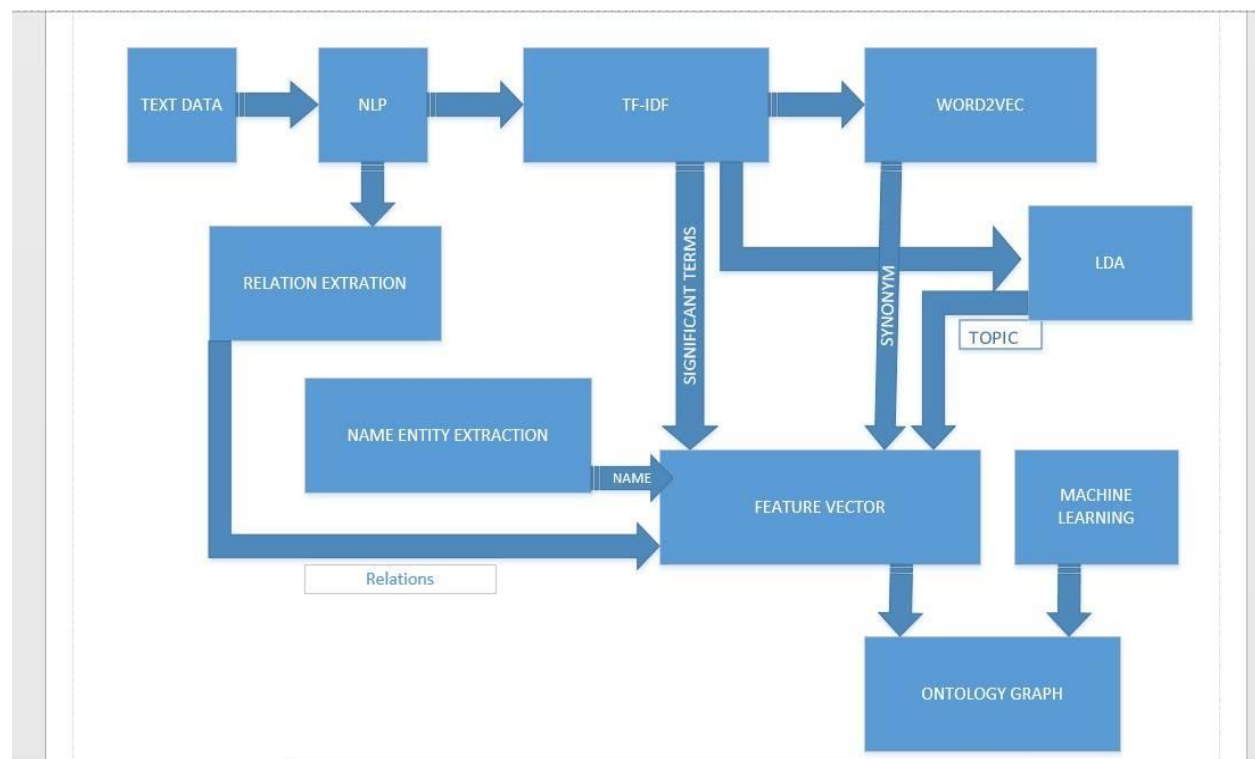 TEXT DATA
NLP
TF-IDF
WORD2VEC
RELATION EXTRATION
SIGNIFICANT TERMS
SYNONYM
LDA
TOPIC
NAME ENTITY EXTRACTION
NAME
FEATURE VECTOR
MACHINE
LEARNING
Relations
ONTOLOGY GRAPH